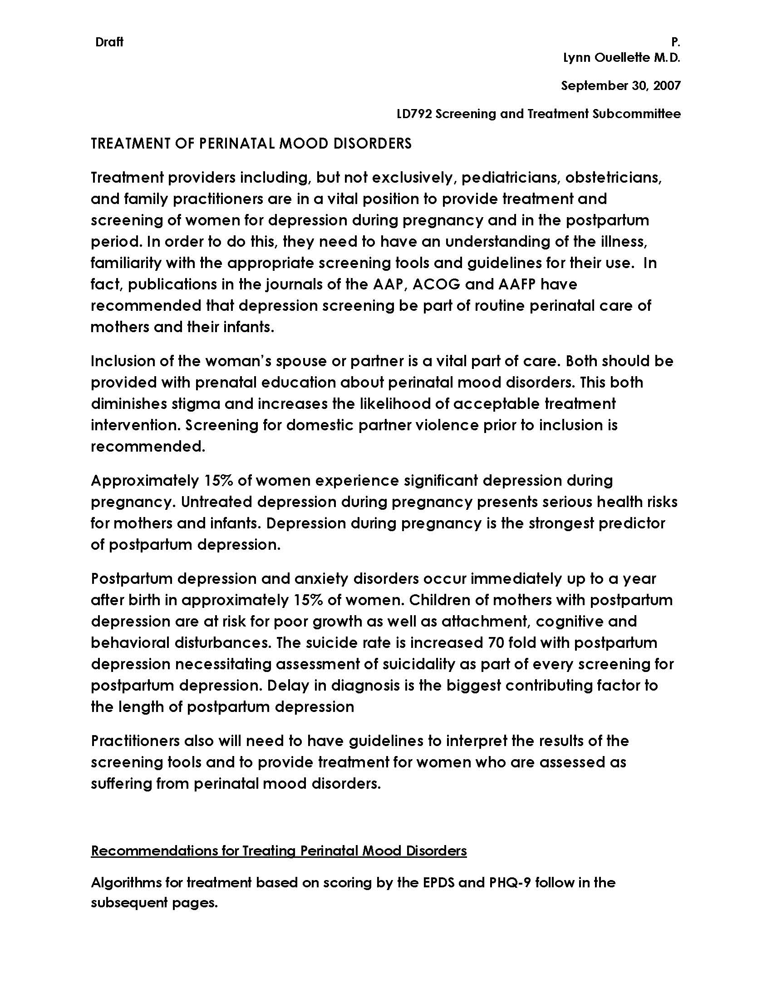 Draft P.
Lynn Ouellette M.D.
September 30, 2007
LD792 Screening and Treatment Subcommittee
TREATMENT OF PERINATAL MOOD DISORDERS
Treatment providers including, but not exclusively, pediatricians, obstetricians,
and family practitioners are in a vital position to provide treatment and
screening of women for depression during pregnancy and in the postpartum
period. In order to do this, they need to have an understanding of the illness,
familiarity with the appropriate screening tools and guidelines for their use.  In
fact, publications in the journals of the AAP, ACOG and AAFP have
recommended that depression screening be part of routine perinatal care of
mothers and their infants.
Inclusion of the woman’s spouse or partner is a vital part of care. Both should be
provided with prenatal education about perinatal mood disorders. This both
diminishes stigma and increases the likelihood of acceptable treatment
intervention. Screening for domestic partner violence prior to inclusion is
recommended.
Approximately 15% of women experience significant depression during
pregnancy. Untreated depression during pregnancy presents serious health risks
for mothers and infants. Depression during pregnancy is the strongest predictor
of postpartum depression.
Postpartum depression and anxiety disorders occur immediately up to a year
after birth in approximately 15% of women. Children of mothers with postpartum
depression are at risk for poor growth as well as attachment, cognitive and
behavioral disturbances. The suicide rate is increased 70 fold with postpartum
depression necessitating assessment of suicidality as part of every screening for
postpartum depression. Delay in diagnosis is the biggest contributing factor to
the length of postpartum depression
Practitioners also will need to have guidelines to interpret the results of the
screening tools and to provide treatment for women who are assessed as
suffering from perinatal mood disorders.
Recommendations for Treating Perinatal Mood Disorders
Algorithms for treatment based on scoring by the EPDS and PHQ-9 follow in the
subsequent pages.